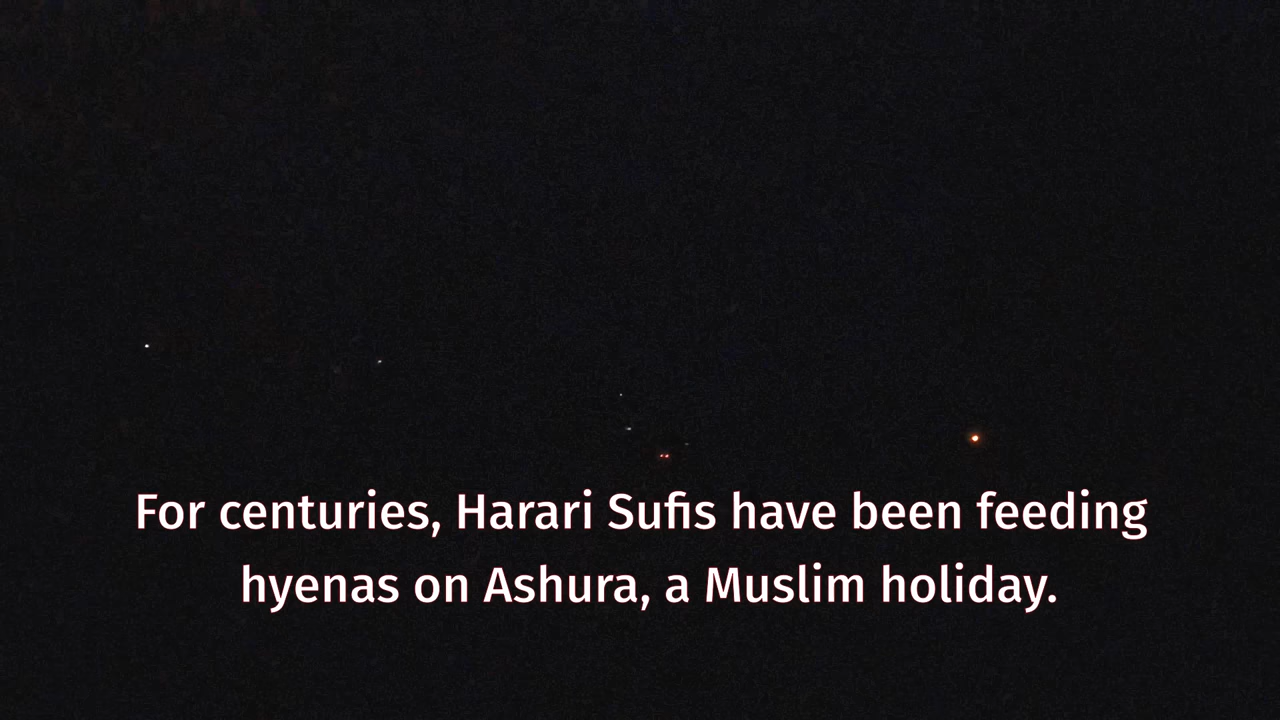 For centuries, Harari Sufis have been feeding
hyenas on Ashura, a Muslim holiday.